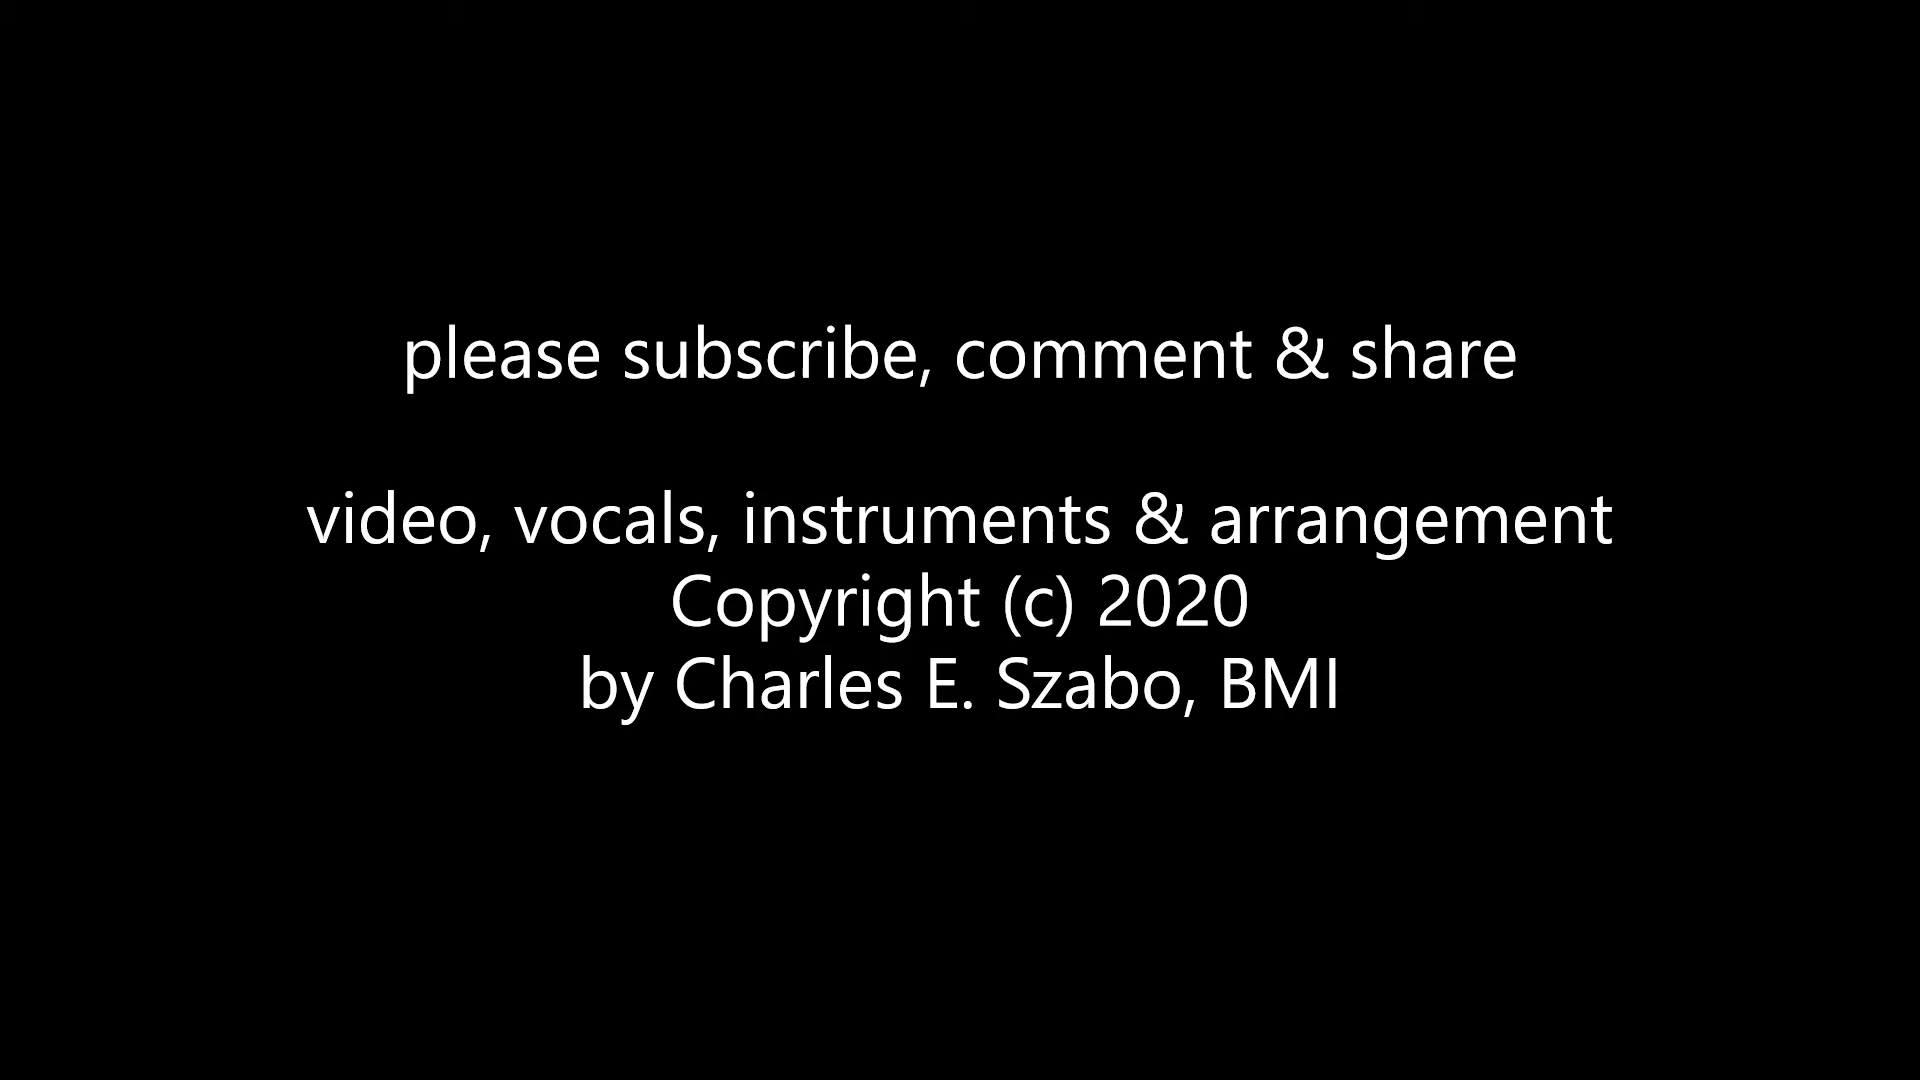 please subscribe, comment & share
video, vocals, instruments & arrangement
Copyright (c) 2020
by Charles E. Szabo, BMI